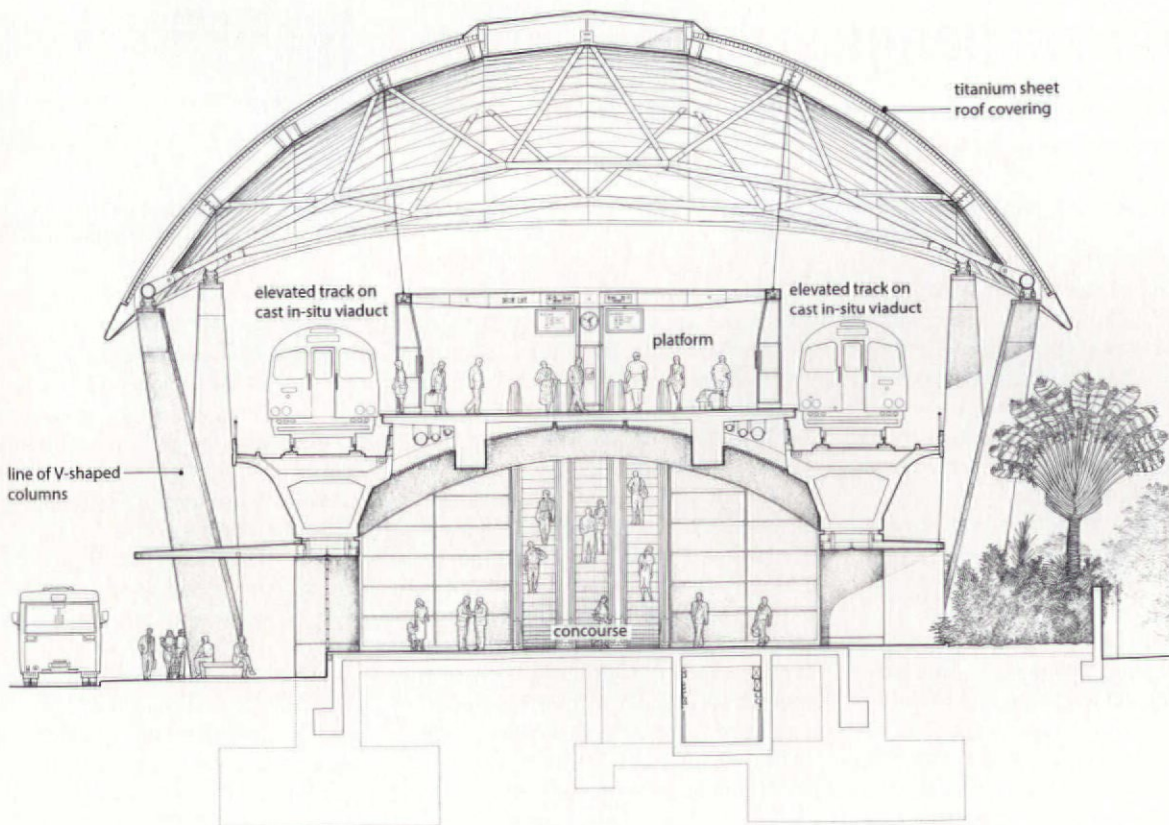 titanium sheet
roof covering
elevated track on
cast in-situ viaduct
elevated track on
cast in-situ viaduct
platform
line of V-shaped
columns
concourse